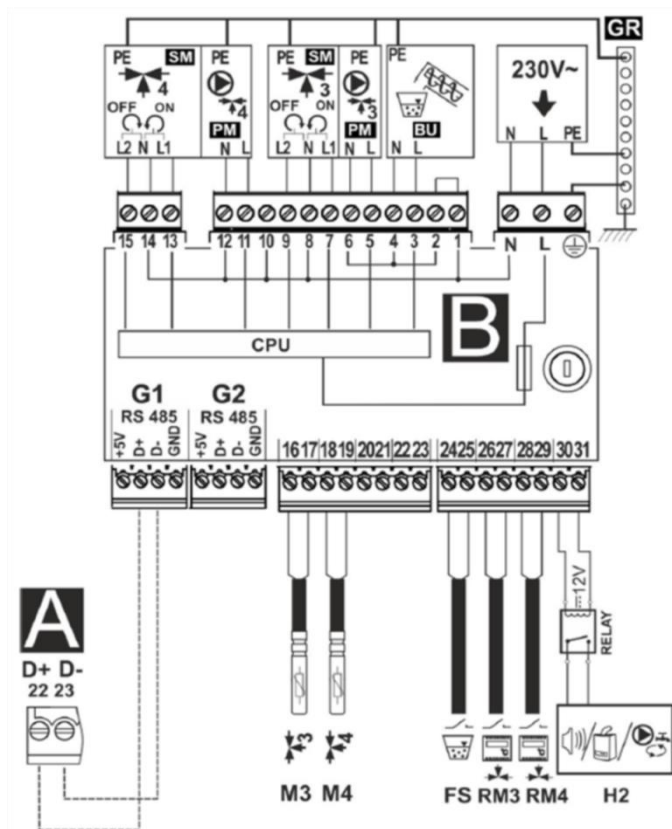 GR
PE SM PE PE SM PE PE
4 4 3 3 230V~
OFF ON PM OFF ON PM BU
L2 N L1 N L L2 N L1 N L N L N L PE
15 14 13 12 11 10 9 8 7 6 5 4 3 2 1 N L
CPU B
G1 G2
RS 485 RS 485
+5V D+ D- GND +5V D+ D- GND 16 17 18 19 20 21 22 23 24 25 26 27 28 29 30 31
12V
RELAY
A
D+ D-
22 23
3 4
M3 M4 FS RM3 RM4 H2